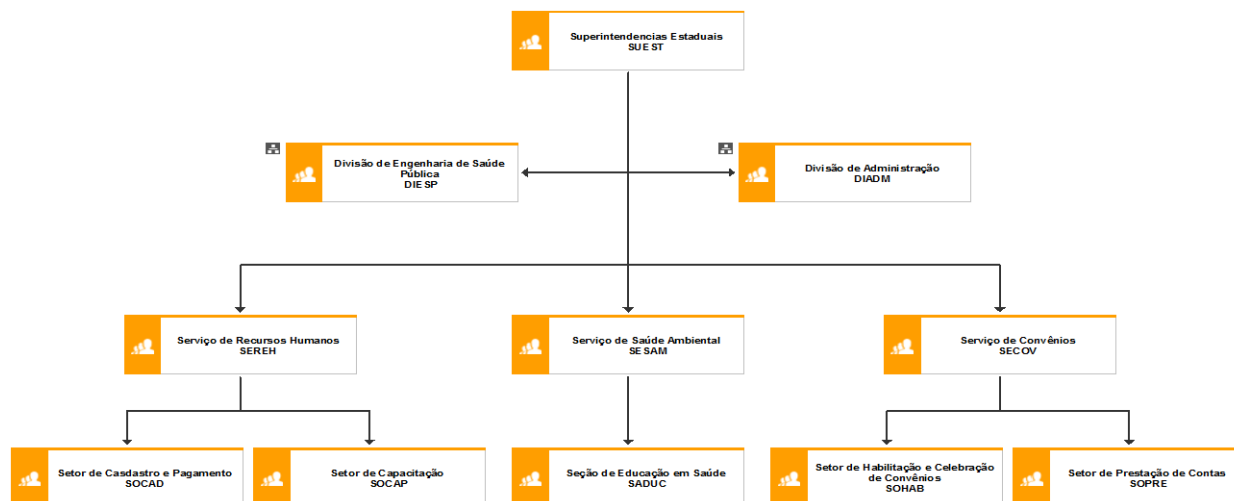 Superintendencias Estaduais
SUEST
Divisão de Engenharia de Saúde
Pública
DIESP
Divisão de Administração
DIADM
Serviço de Recursos Humanos
SEREH
Serviço de Saúde Ambiental
SESAM
Serviço de Convênios
SECOV
Setor de Casdastro e Pagamento
SOCAD
Setor de Capacitação
SOCAP
Seção de Educação em Saúde
SADUC
Setor de Habilitação e Celebração
de Convênios
SOHAB
Setor de Prestação de Contas
SOPRE